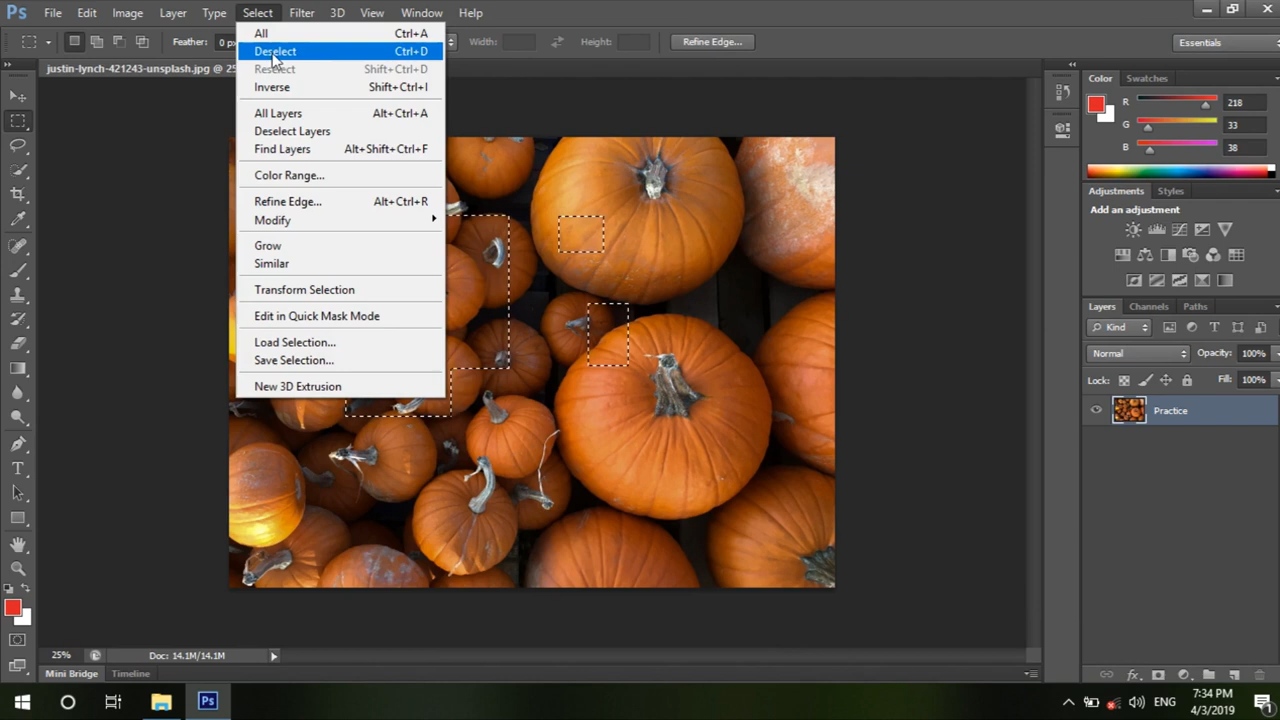 Ps File Edit Image Layer Type Select Filter 3D View Window Help
Feather: 0 px Width: Height: Refine Edge... Essentials
justin-lynch-421243-unsplash.jpg @ 25
All Ctrl+A
Deselect Ctrl+D
Reselect Shift+Ctrl+D
Inverse Shift+Ctrl+I
All Layers Alt+Ctrl+A
Deselect Layers
Find Layers Alt+Shift+Ctrl+F
Color Range...
Refine Edge... Alt+Ctrl+R
Modify
Grow
Similar
Transform Selection
Edit in Quick Mask Mode
Load Selection...
Save Selection...
New 3D Extrusion
Color Swatches
R 218
G 33
B 38
Adjustments Styles
Add an adjustment
Layers Channels Paths
Kind
Normal Opacity: 100%
Lock: Fill: 100%
Practice
25% Doc: 14.1M/14.1M
Mini Bridge Timeline
Ps ENG 7:34 PM
4/3/2019 1